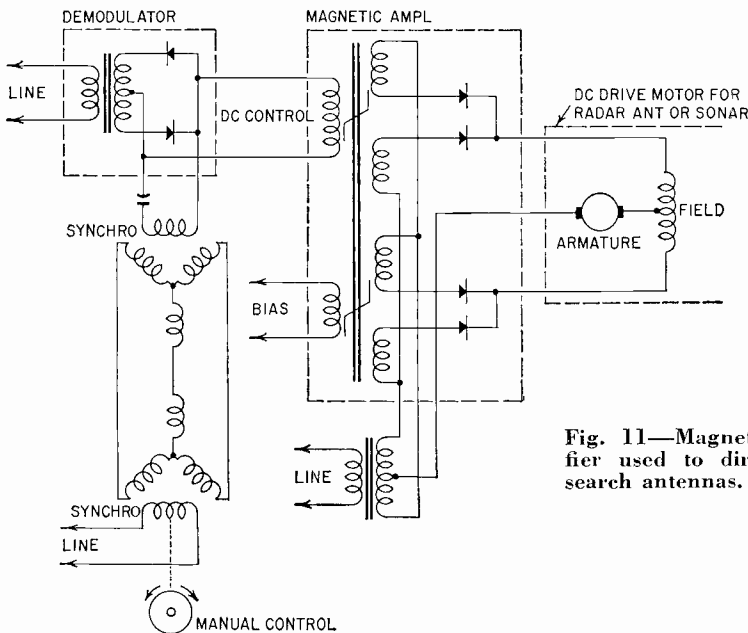 DEMODULATOR
MAGNETIC AMPL
LINE
DC CONTROL
DC DRIVE MOTOR FOR
RADAR ANT OR SONAR
SYNCHRO
FIELD
ARMATURE
BIAS
LINE
SYNCHRO
LINE
MANUAL CONTROL
Fig. 11—Magnet
fier used to dir
search antennas.